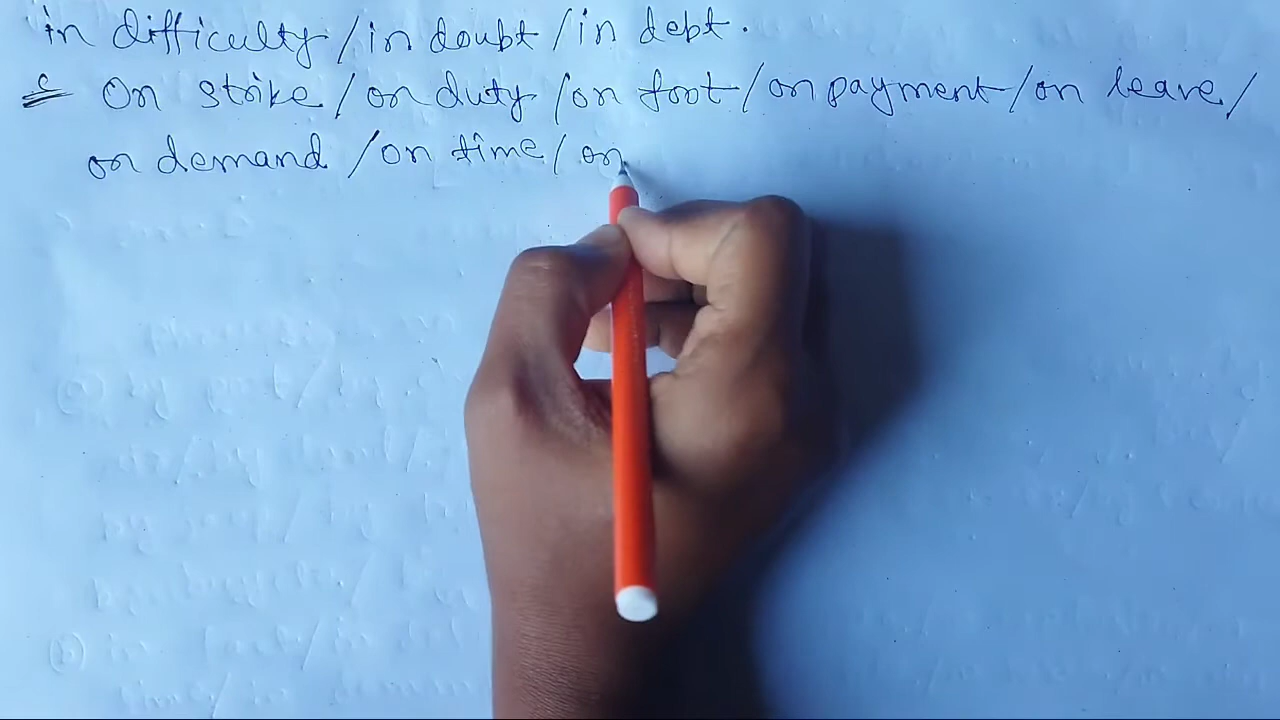 in difficulty/in doubt/in debt.
c on strike/on duty/on foot/on payment/on leave/
on demand/on time/on